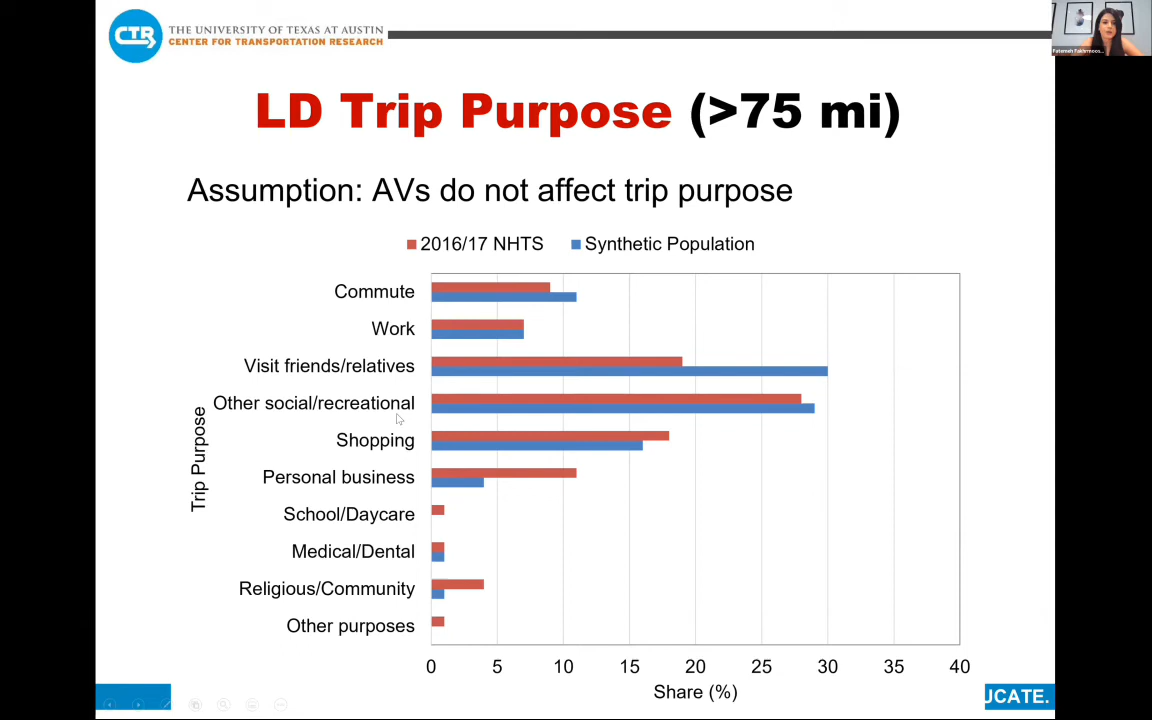 CTR
THE UNIVERSITY OF TEXAS AT AUSTIN
CENTER FOR TRANSPORTATION RESEARCH
LD Trip Purpose (>75 mi)
Assumption: AVs do not affect trip purpose
2016/17 NHTS Synthetic Population
Trip Purpose
Commute
Work
Visit friends/relatives
Other social/recreational
Shopping
Personal business
School/Daycare
Medical/Dental
Religious/Community
Other purposes
0 5 10 15 20 25 30 35 40
Share (%)
UCATE.